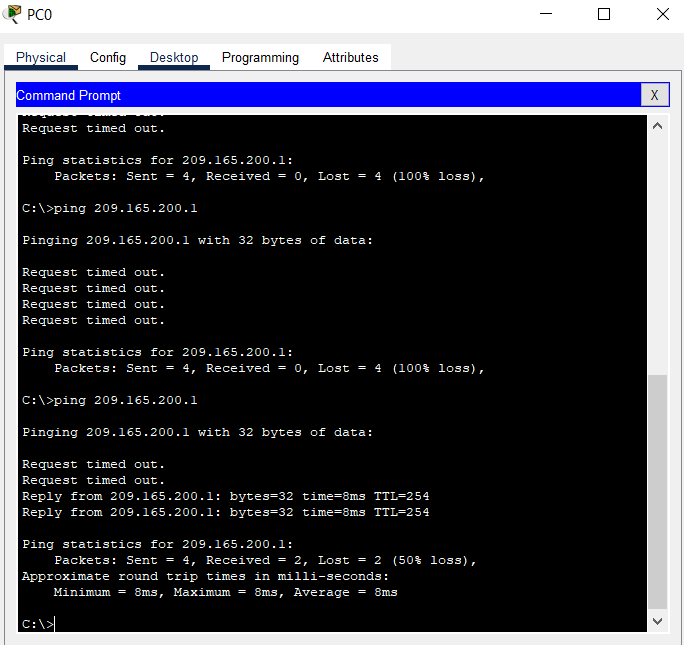 PC0
Physical Config Desktop Programming Attributes
Command Prompt X
Request timed out.
Request timed out.
Ping statistics for 209.165.200.1:
Packets: Sent = 4, Received = 0, Lost = 4 (100% loss),
C:\>ping 209.165.200.1
Pinging 209.165.200.1 with 32 bytes of data:
Request timed out.
Request timed out.
Request timed out.
Request timed out.
Ping statistics for 209.165.200.1:
Packets: Sent = 4, Received = 0, Lost = 4 (100% loss),
C:\>ping 209.165.200.1
Pinging 209.165.200.1 with 32 bytes of data:
Request timed out.
Request timed out.
Reply from 209.165.200.1: bytes=32 time=8ms TTL=254
Reply from 209.165.200.1: bytes=32 time=8ms TTL=254
Ping statistics for 209.165.200.1:
Packets: Sent = 4, Received = 2, Lost = 2 (50% loss),
Approximate round trip times in milli-seconds:
Minimum = 8ms, Maximum = 8ms, Average = 8ms
C:\>